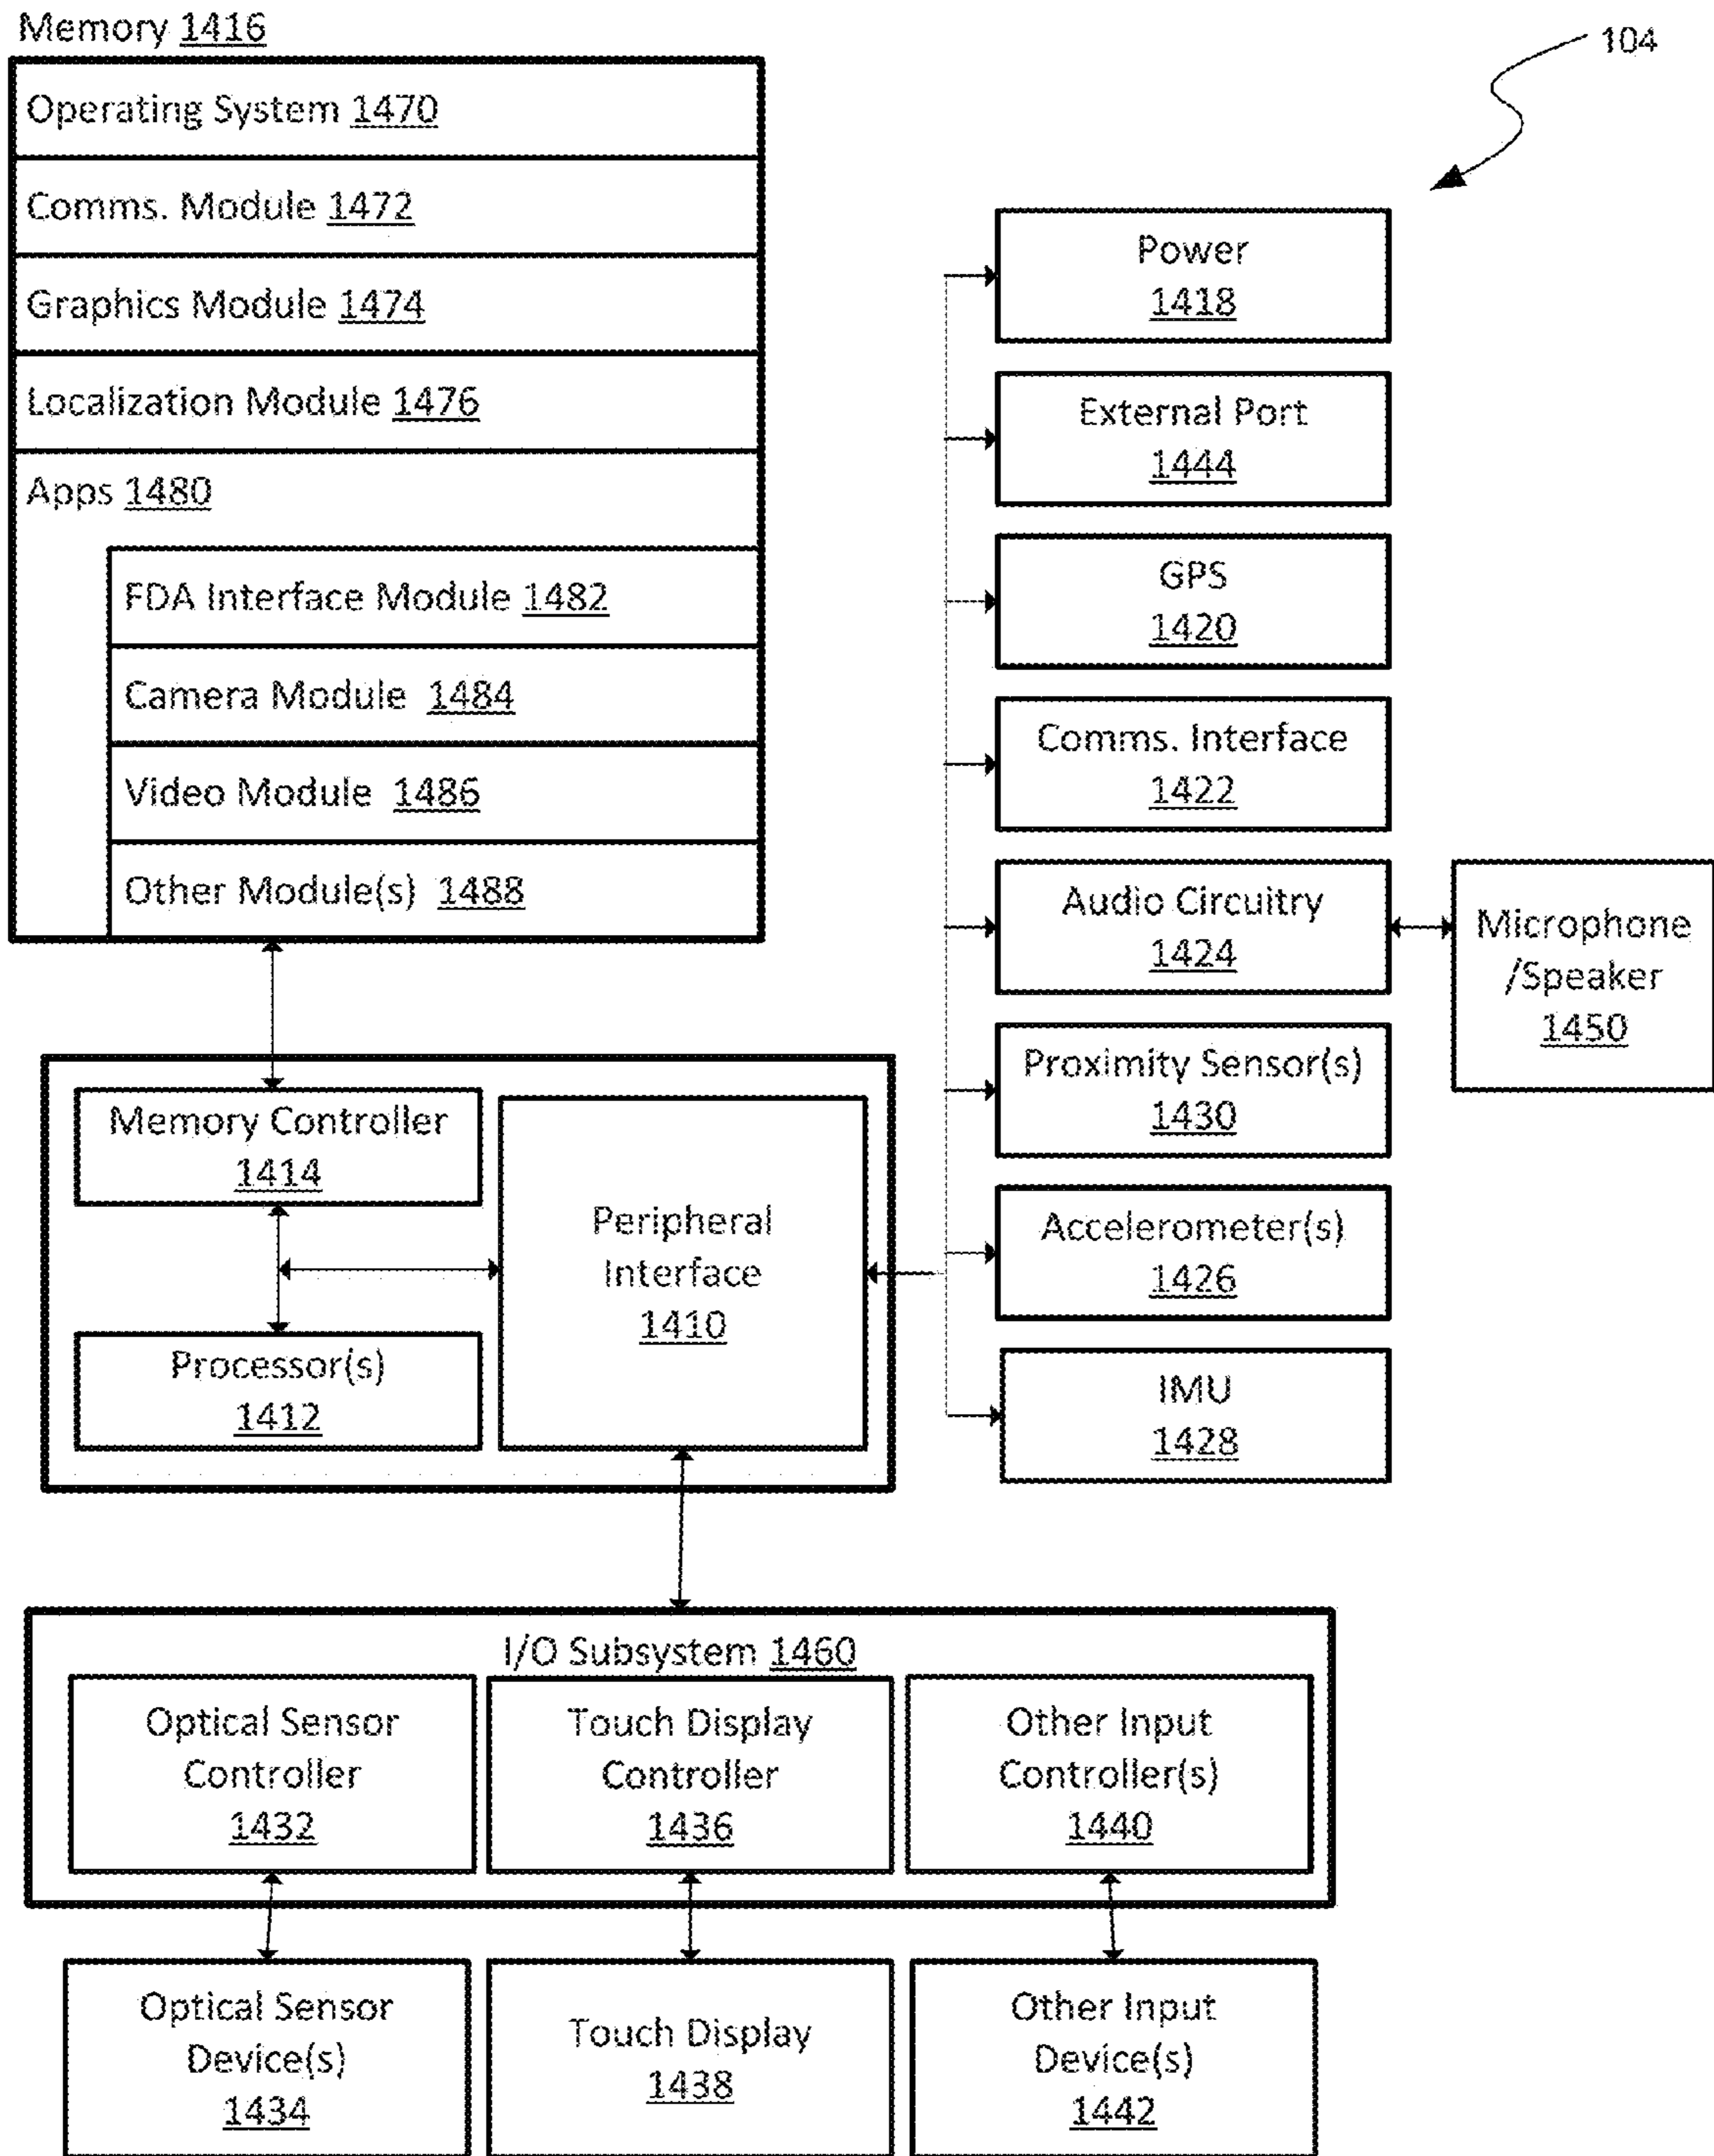 Memory 1416
104
Operating System 1470
Comms. Module 1472
Graphics Module 1474
Localization Module 1476
Apps 1480
FDA Interface Module 1482
Camera Module 1484
Video Module 1486
Other Module(s) 1488
Power
1418
External Port
1444
GPS
1420
Comms. Interface
1422
Audio Circuitry
1424
Microphone
/Speaker
1450
Proximity Sensor(s)
1430
Accelerometer(s)
1426
IMU
1428
Memory Controller
1414
Processor(s)
1412
Peripheral
Interface
1410
I/O Subsystem 1460
Optical Sensor
Controller
1432
Touch Display
Controller
1436
Other Input
Controller(s)
1440
Optical Sensor
Device(s)
1434
Touch Display
1438
Other Input
Device(s)
1442